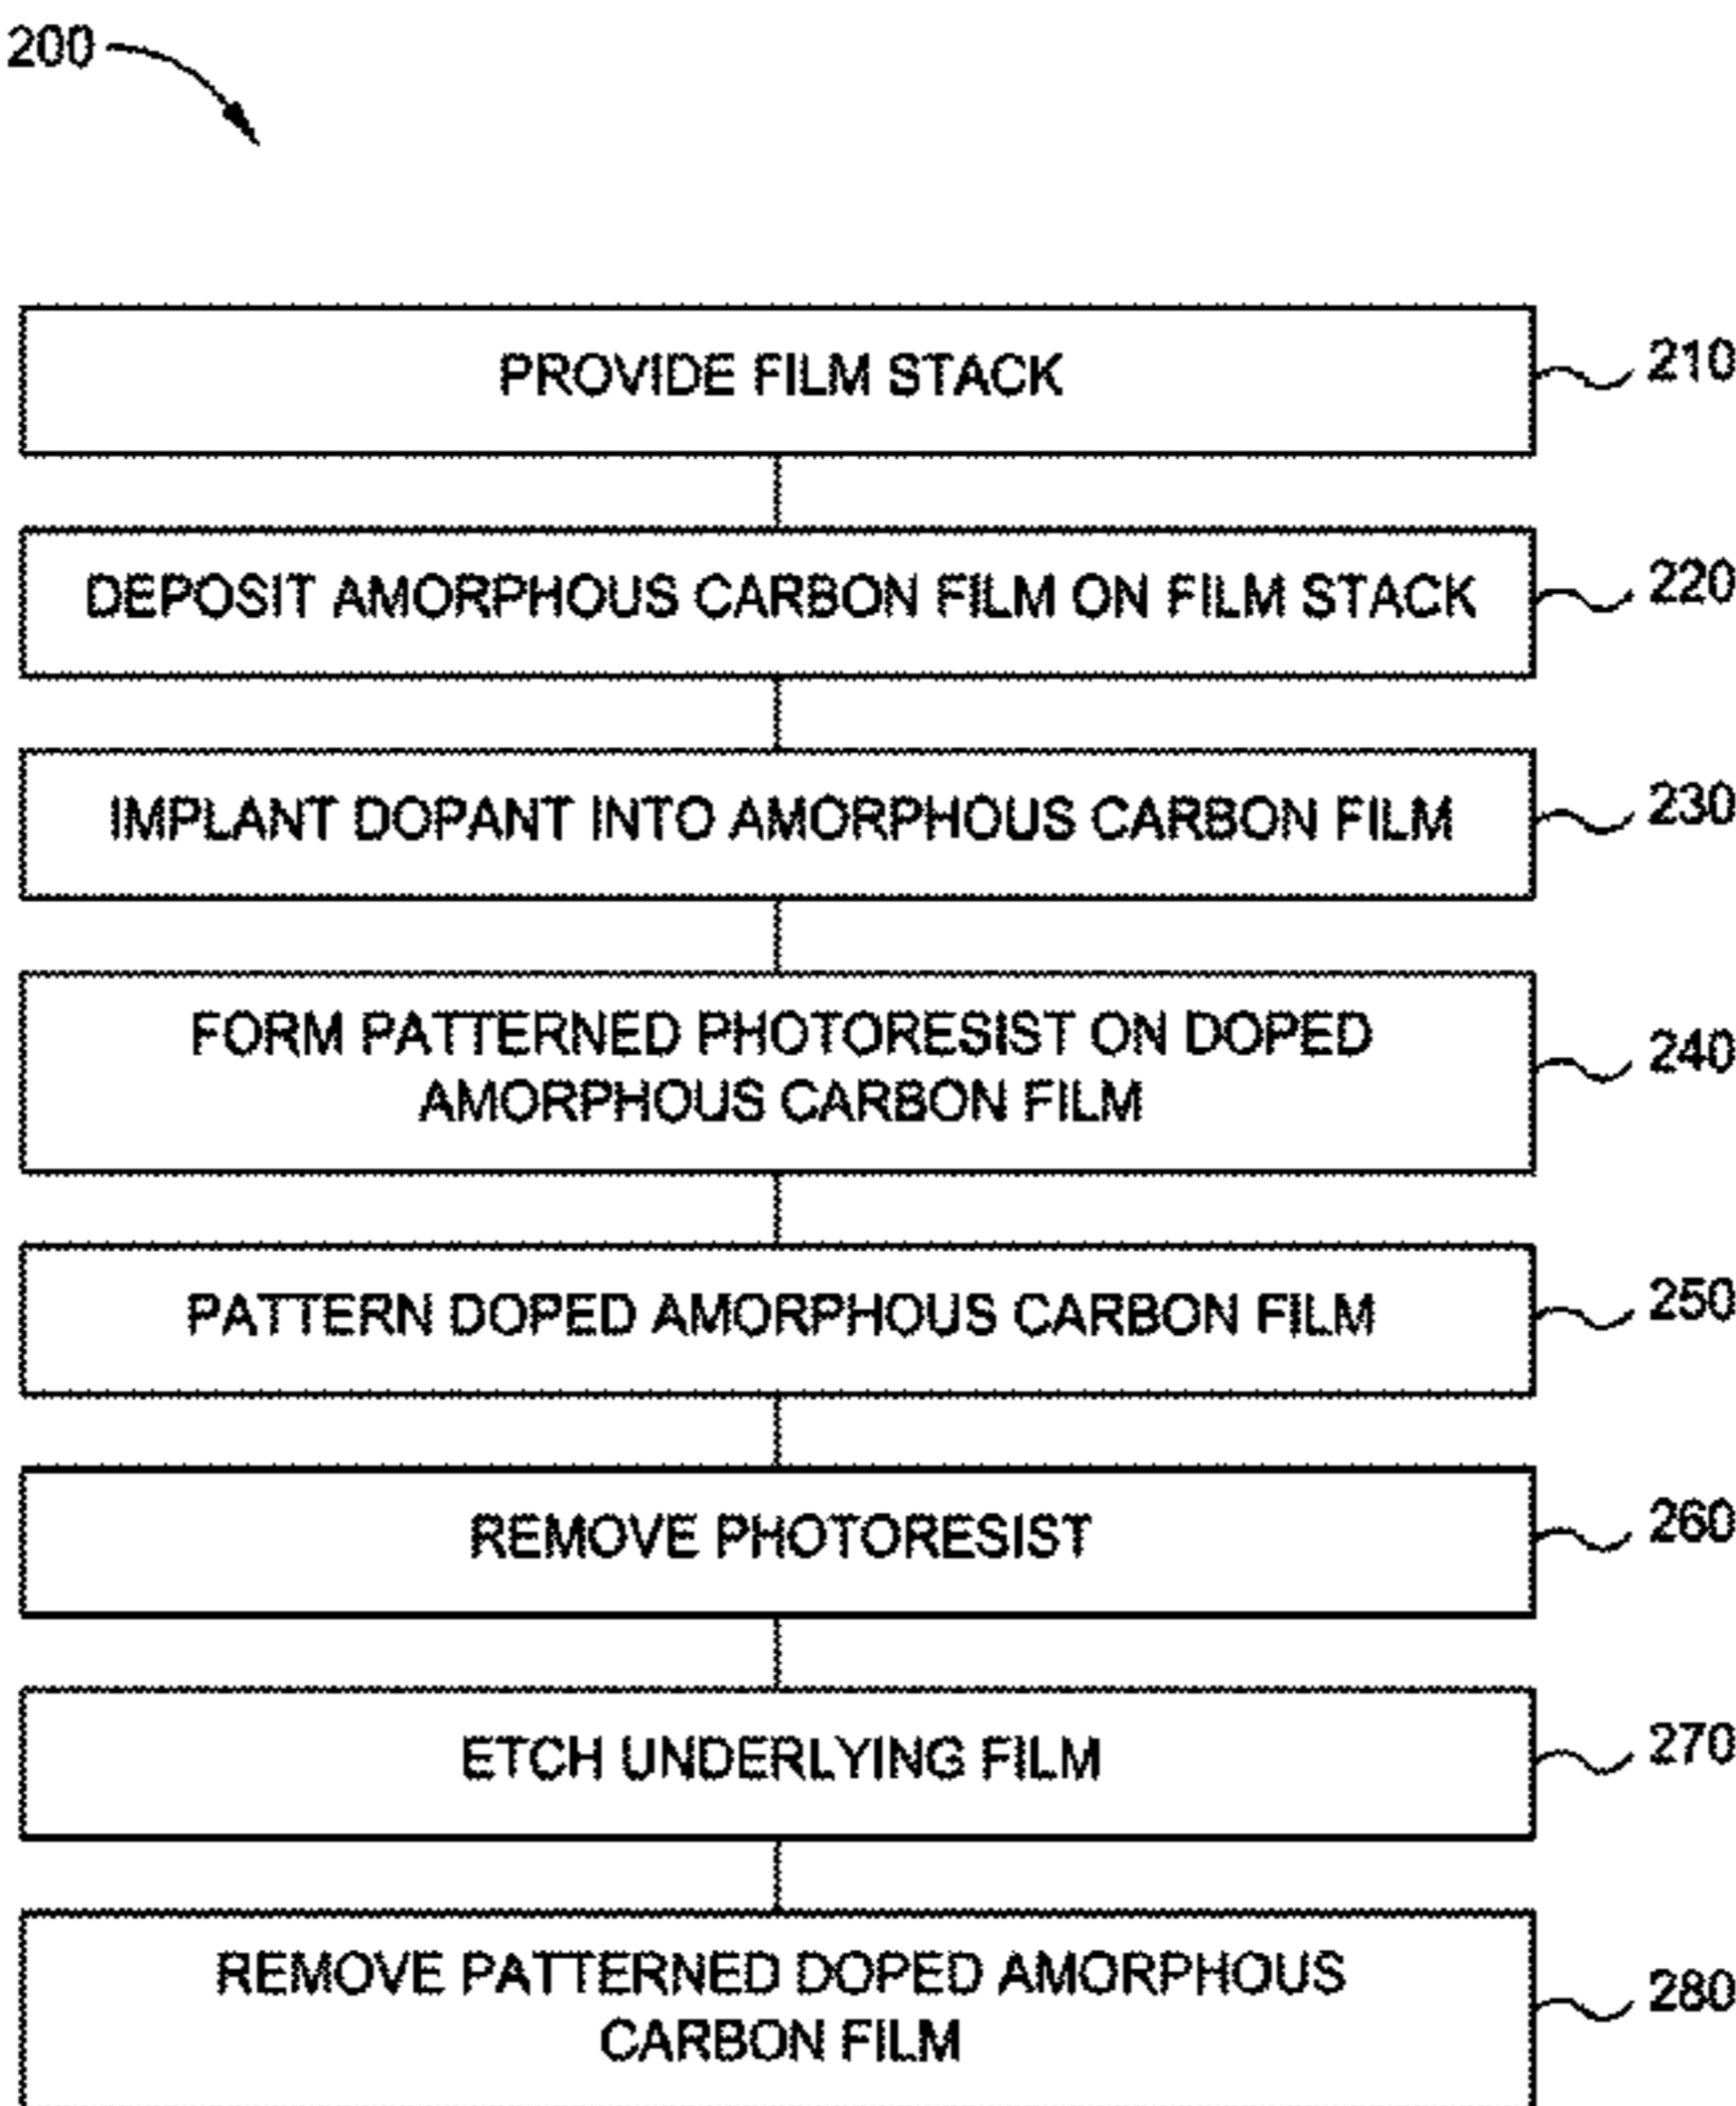 200
PROVIDE FILM STACK
210
DEPOSIT AMORPHOUS CARBON FILM ON FILM STACK
220
IMPLANT DOPANT INTO AMORPHOUS CARBON FILM
230
FORM PATTERNED PHOTORESIST ON DOPED
AMORPHOUS CARBON FILM
240
PATTERN DOPED AMORPHOUS CARBON FILM
250
REMOVE PHOTORESIST
260
ETCH UNDERLYING FILM
270
REMOVE PATTERNED DOPED AMORPHOUS
CARBON FILM
280